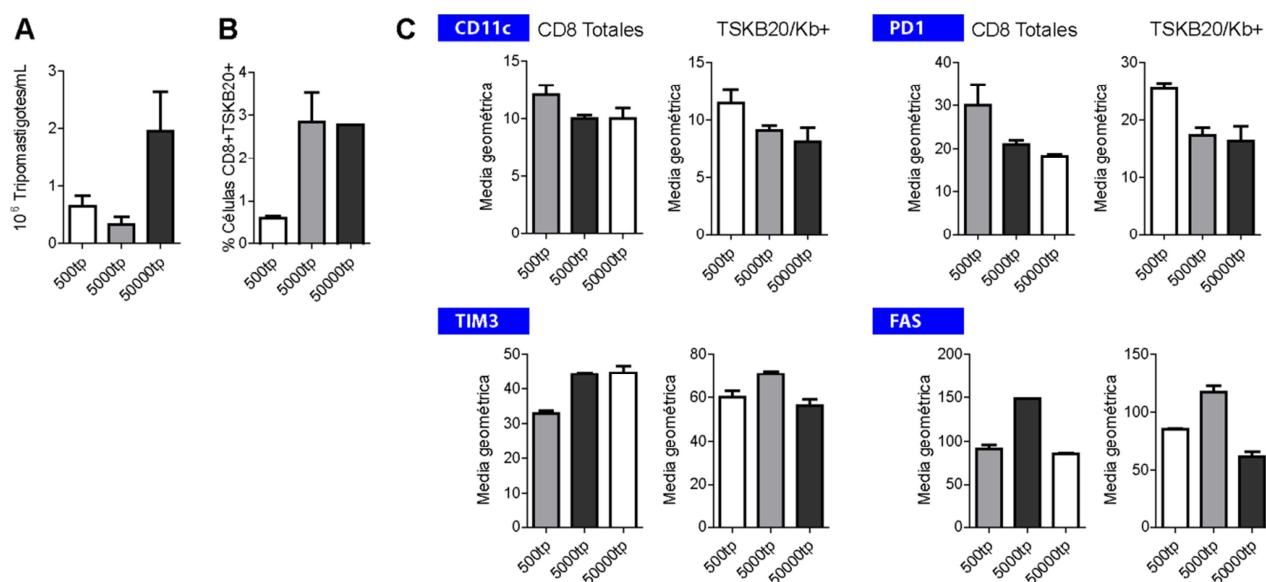 A
10⁶ Tripomastigotes/mL
3
2
1
0
500tp
5000tp
50000tp
B
% Células CD8+TSKB20+
4
3
2
1
0
500tp
5000tp
50000tp
C
CD11c
CD8 Totales
TSKB20/Kb+
Media geométrica
15
10
5
0
500tp
5000tp
50000tp
Media geométrica
15
10
5
0
500tp
5000tp
50000tp
PD1
CD8 Totales
TSKB20/Kb+
Media geométrica
40
30
20
10
0
500tp
5000tp
50000tp
Media geométrica
30
20
10
0
500tp
5000tp
50000tp
TIM3
Media geométrica
50
40
30
20
10
0
500tp
5000tp
50000tp
Media geométrica
80
60
40
20
0
500tp
5000tp
50000tp
FAS
Media geométrica
200
150
100
50
0
500tp
5000tp
50000tp
Media geométrica
150
100
50
0
500tp
5000tp
50000tp